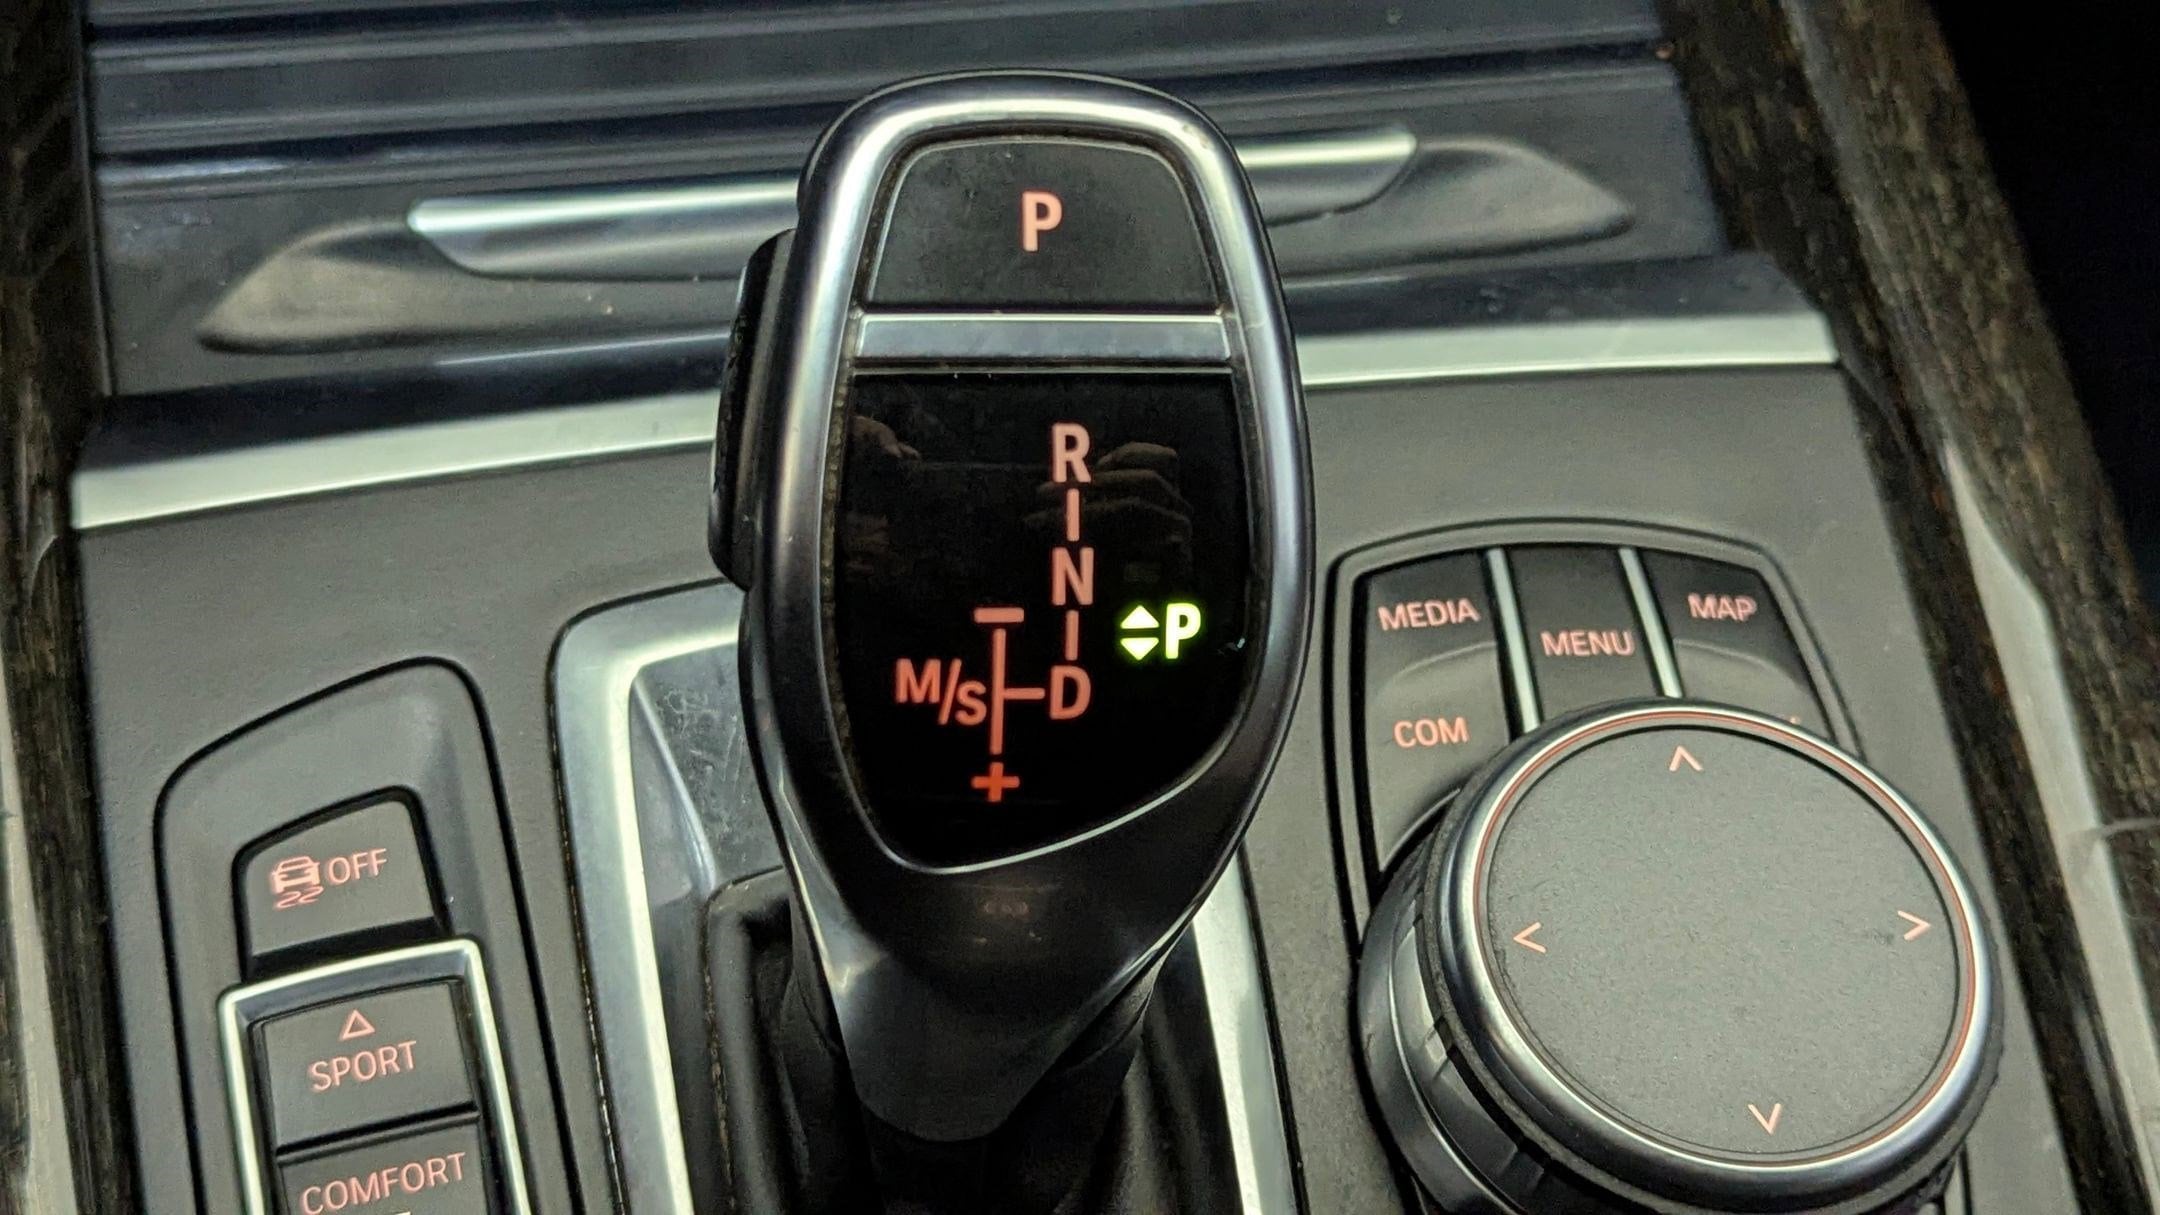 P
R
N
P
M/S
D
+
MEDIA
MENU
MAP
COM
OFF
SPORT
COMFORT